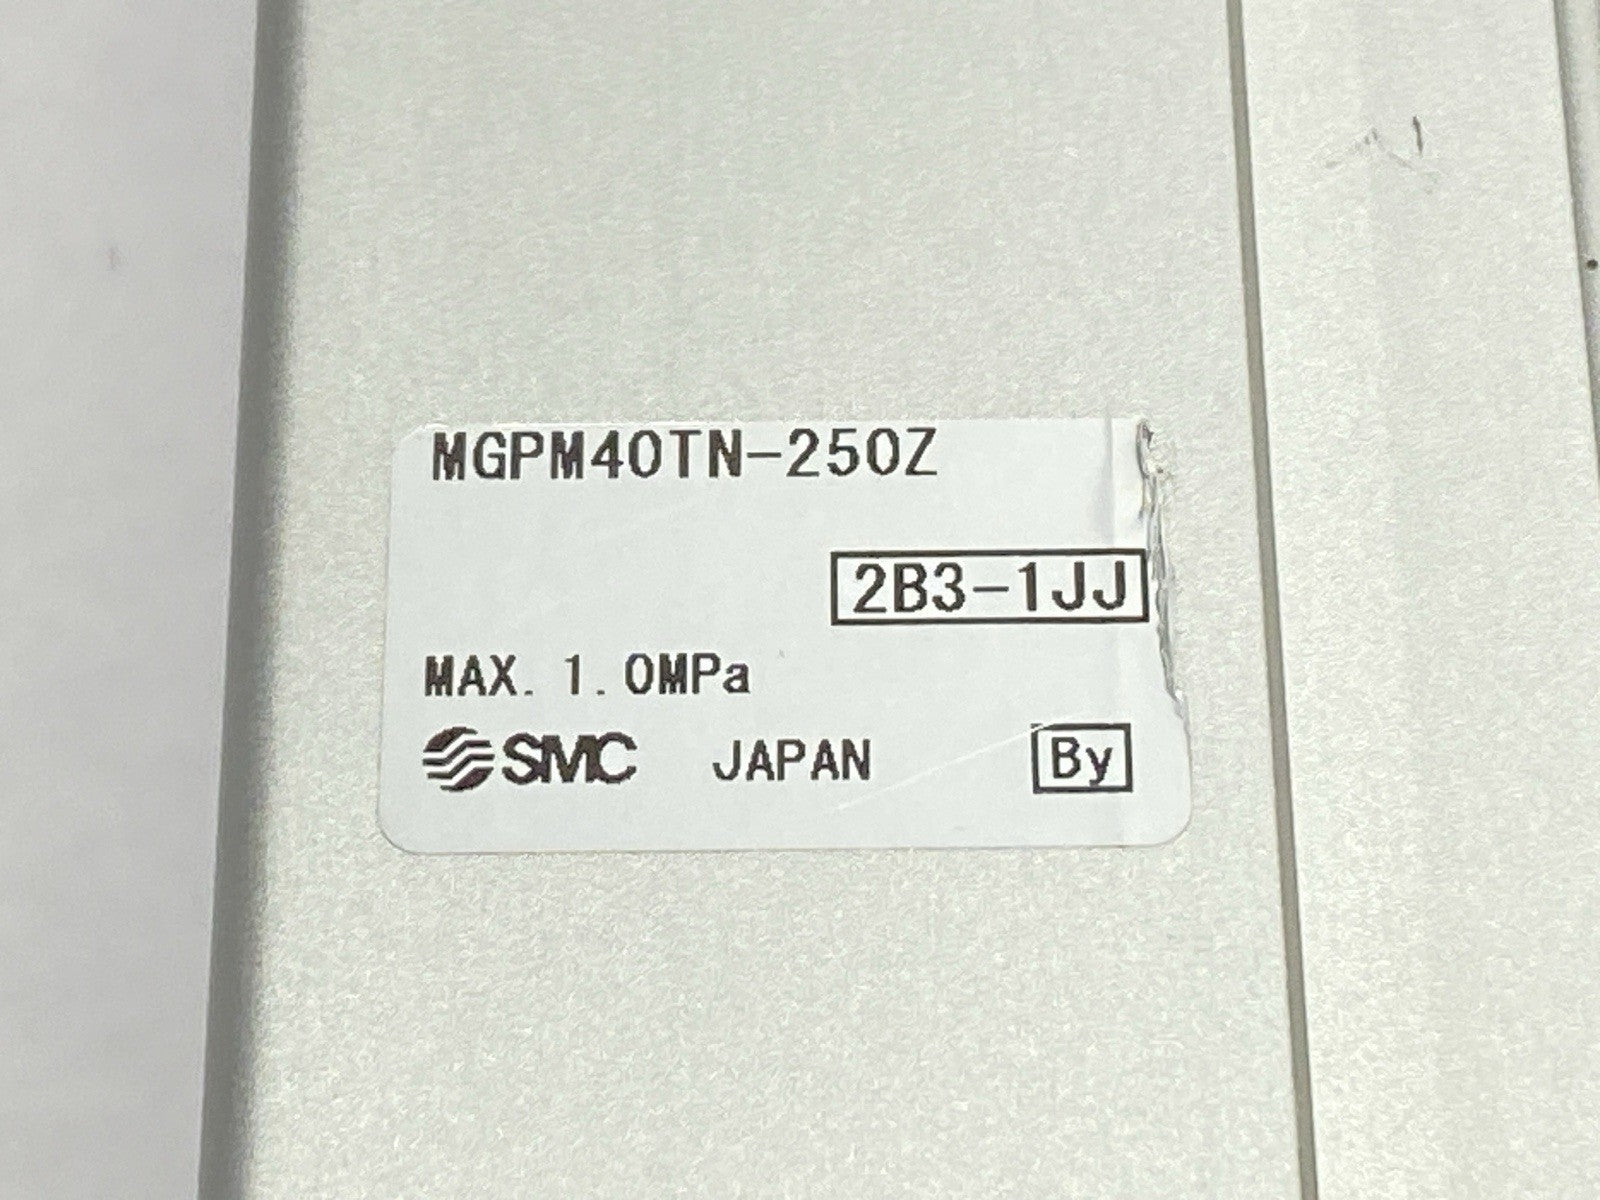 MGPM40TN-250Z
2B3-1JJ
MAX. 1.0MPa
SMC JAPAN By